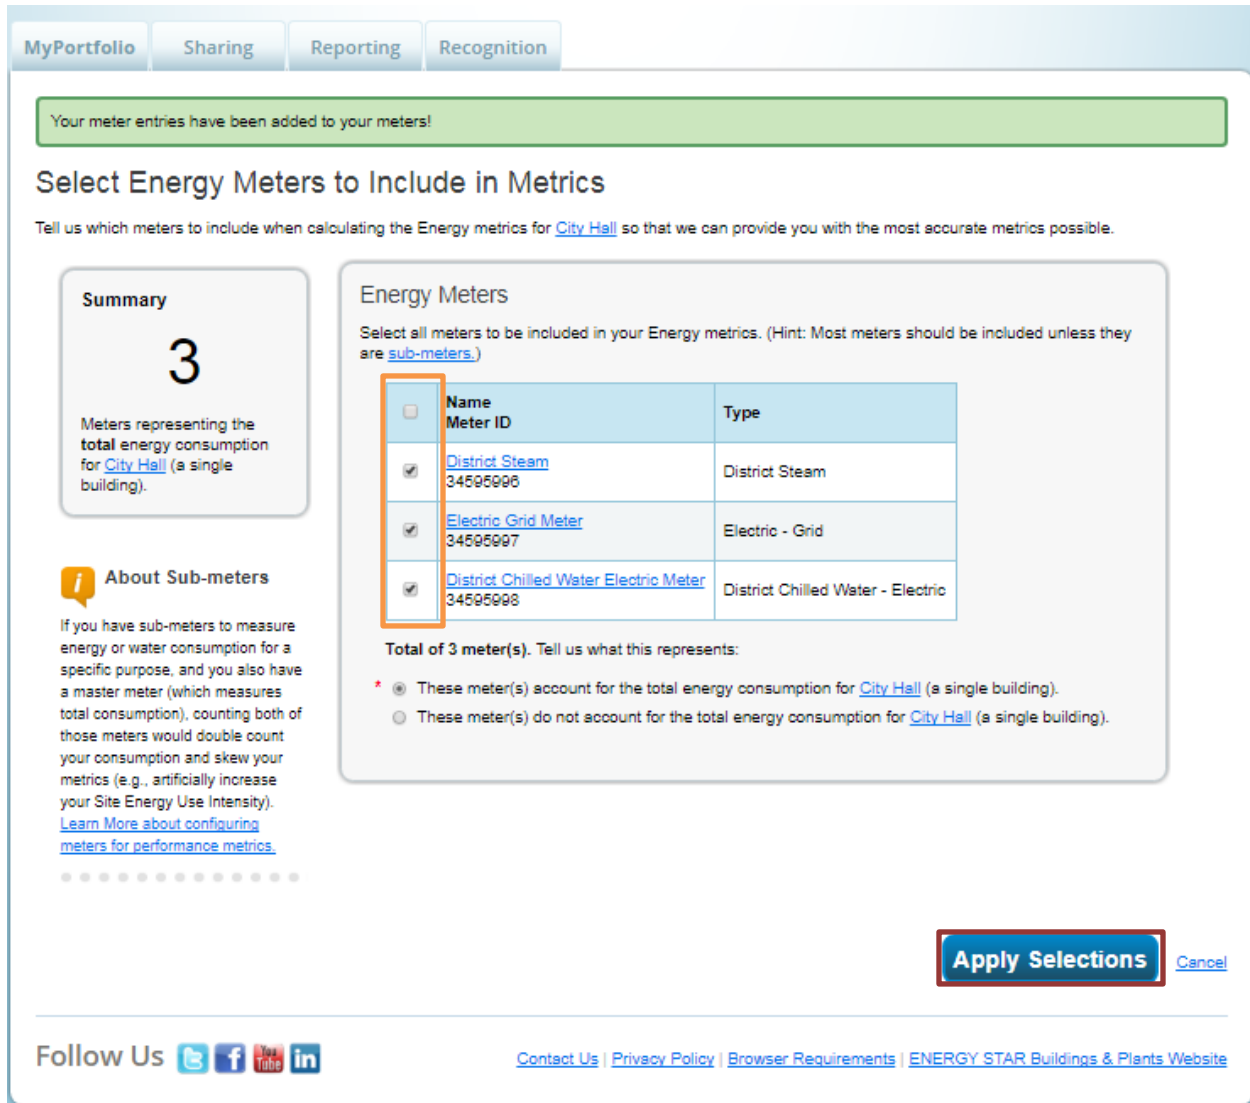 MyPortfolio Sharing Reporting Recognition
Your meter entries have been added to your meters!
Select Energy Meters to Include in Metrics
Tell us which meters to include when calculating the Energy metrics for City Hall so that we can provide you with the most accurate metrics possible.
Summary
3
Meters representing the
total energy consumption
for City Hall (a single
building).
About Sub-meters
If you have sub-meters to measure
energy or water consumption for a
specific purpose, and you also have
a master meter (which measures
total consumption), counting both of
those meters would double count
your consumption and skew your
metrics (e.g., artificially increase
your Site Energy Use Intensity).
Learn More about configuring
meters for performance metrics.
Energy Meters
Select all meters to be included in your Energy metrics. (Hint: Most meters should be included unless they
are sub-meters.)
Name
Meter ID
Type
District Steam
34595996
District Steam
Electric Grid Meter
34595997
Electric - Grid
District Chilled Water Electric Meter
34595998
District Chilled Water - Electric
Total of 3 meter(s). Tell us what this represents:
* These meter(s) account for the total energy consumption for City Hall (a single building).
These meter(s) do not account for the total energy consumption for City Hall (a single building).
Apply Selections Cancel
Follow Us You Tube in
Contact Us | Privacy Policy | Browser Requirements | ENERGY STAR Buildings & Plants Website